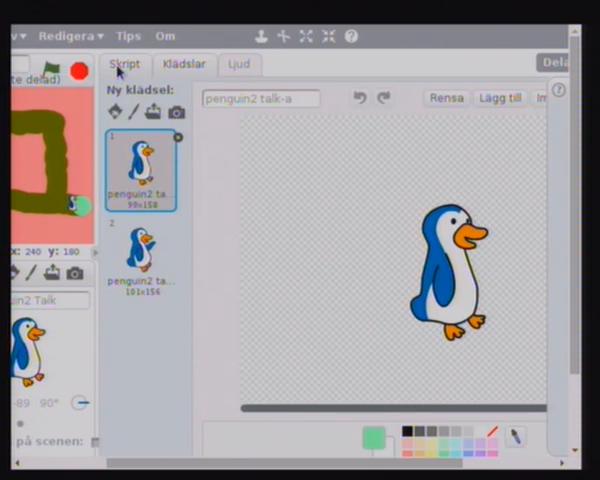 Redigera Tips Om
te delad)
Skript Klädslar Ljud
Ny klädsel:
penguin2 talk-a
Rensa Lägg till
1
penguin2 ta...
90x158
2
penguin2 ta...
101x156
x: 240 y: 180
uin2 Talk
-89 90°
på scenen: